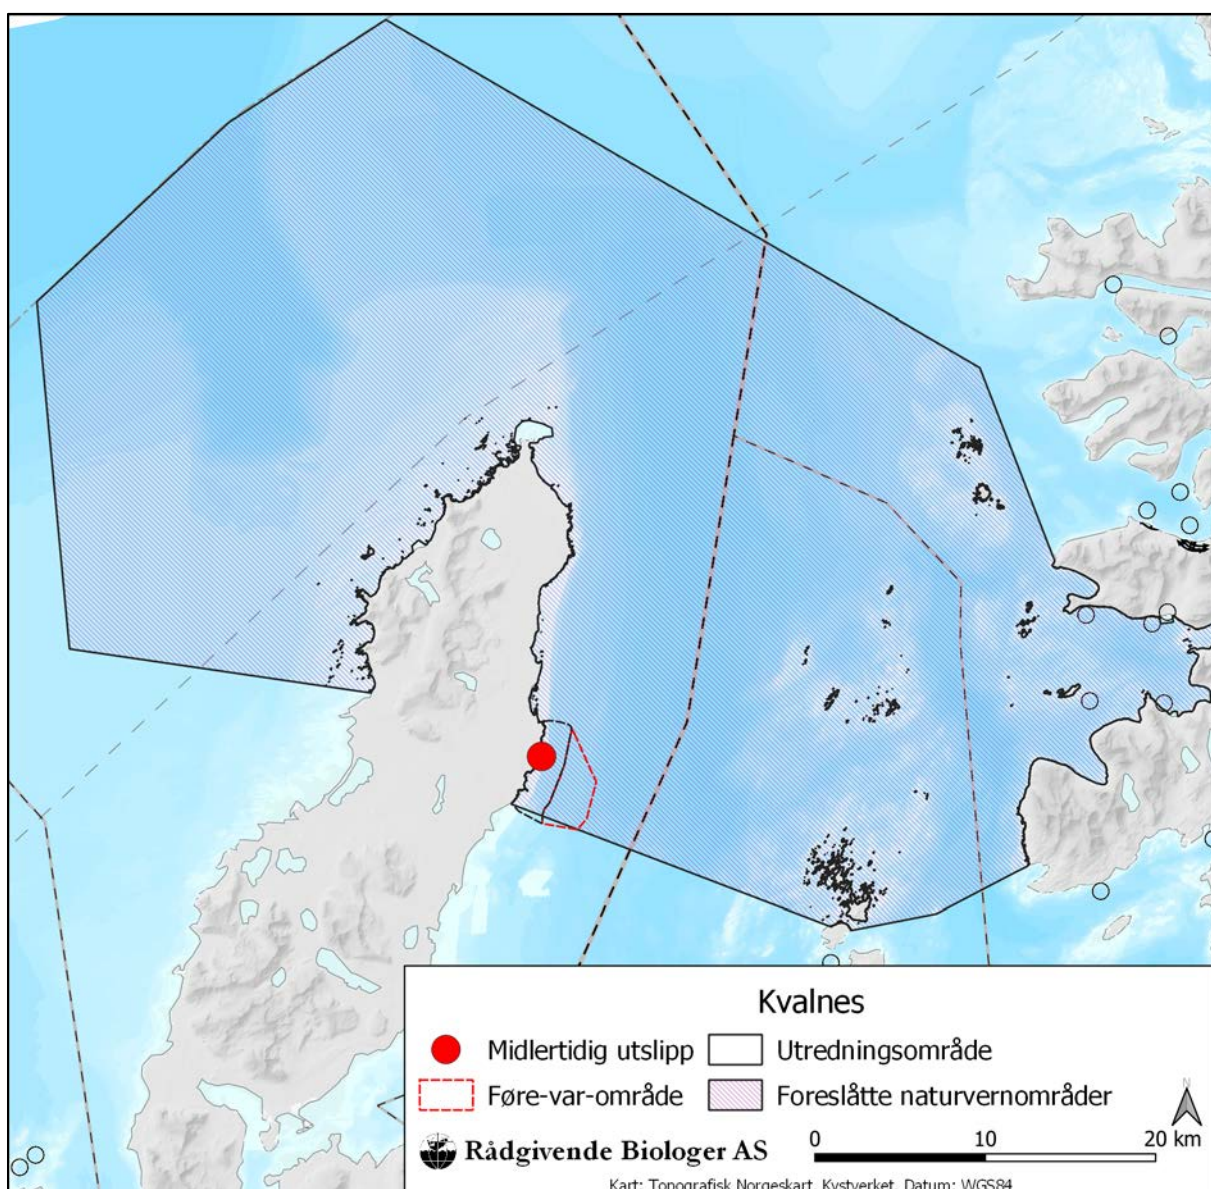 Kvalnes
Midlertidig utslipp
Utredningsområde
Føre-var-område
Foreslåtte naturvernområder
N
Rådgivende Biologer AS
0 10 20 km
Kart: Topografisk Norgeskart, Kystverket, Datum: WGS84